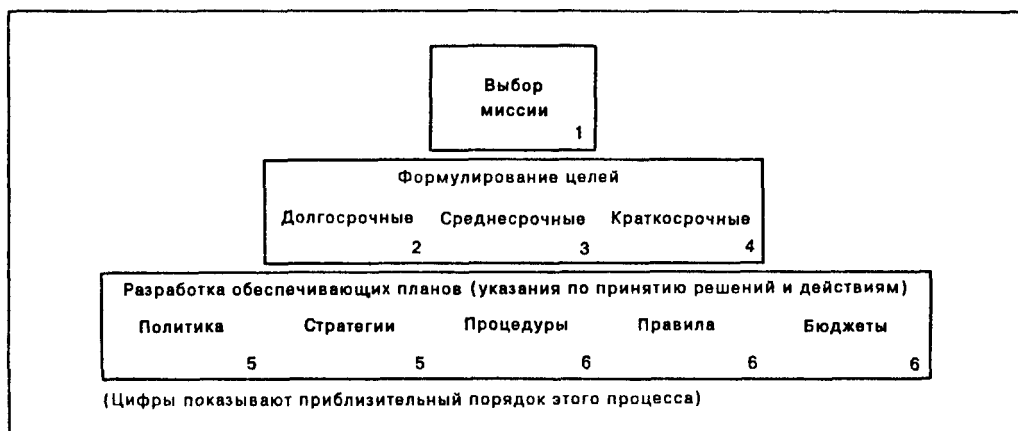 Выбор
миссии
1
Формулирование целей
Долгосрочные Среднесрочные Краткосрочные
2 3 4
Разработка обеспечивающих планов (указания по принятию решений и действиям)
Политика Стратегии Процедуры Правила Бюджеты
5 5 6 6 6
(Цифры показывают приблизительный порядок этого процесса)